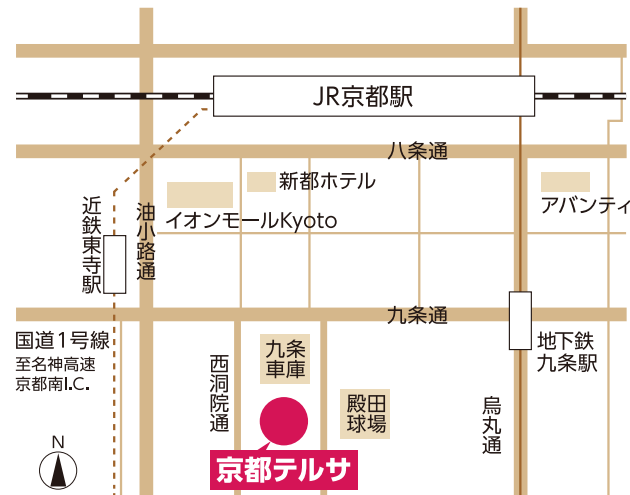 JR京都駅
八条通
新都ホテル
アバンティ
イオンモールKyoto
近鉄東寺駅
油小路通
九条通
国道1号線
至名神高速
京都南I.C.
地下鉄
九条駅
西洞院通
九条
車庫
殿田
球場
烏丸通
京都テルサ
N